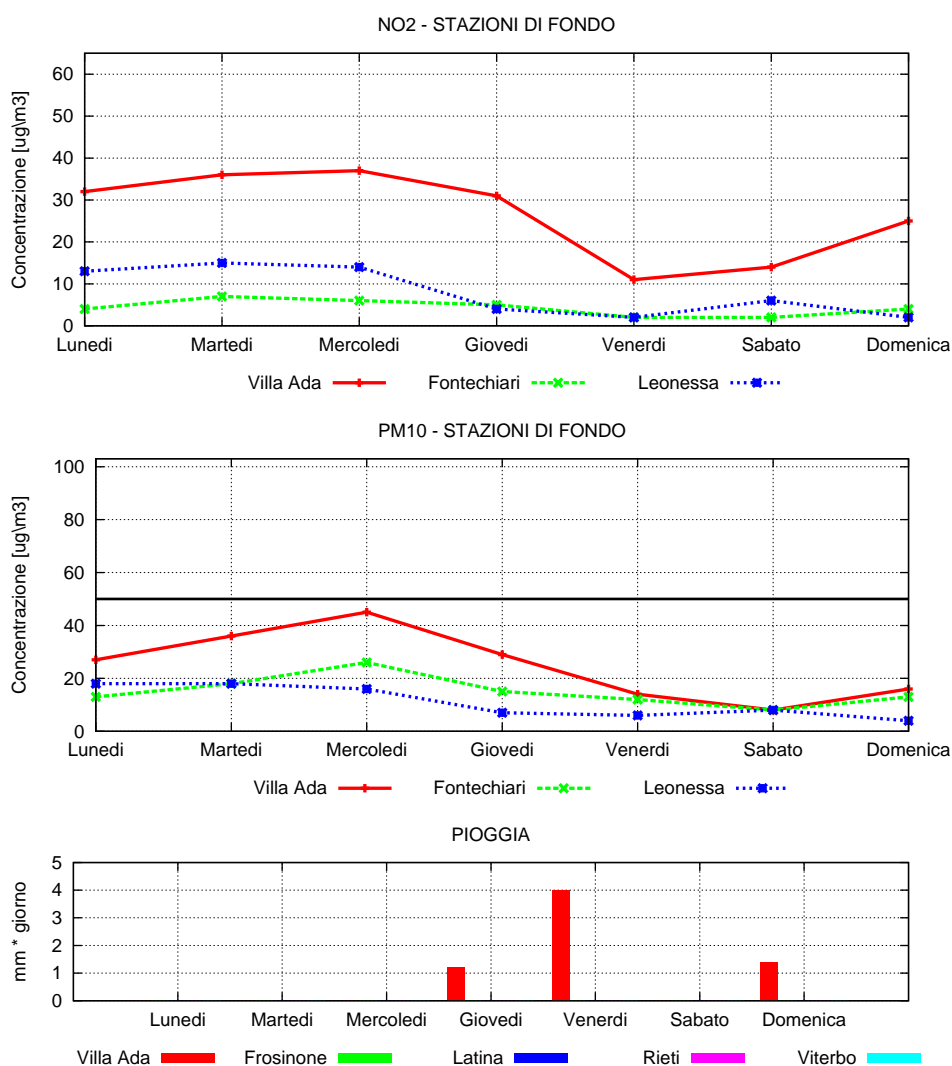 NO2 - STAZIONI DI FONDO
Concentrazione [ug\m3]
70
60
50
40
30
20
10
0
Lunedi Martedi Mercoledi Giovedi Venerdi Sabato Domenica
Villa Ada Fontechiari Leonessa
PM10 - STAZIONI DI FONDO
Concentrazione [ug\m3]
100
80
60
40
20
0
Lunedi Martedi Mercoledi Giovedi Venerdi Sabato Domenica
Villa Ada Fontechiari Leonessa
PIOGGIA
mm * giorno
5
4
3
2
1
0
Lunedi Martedi Mercoledi Giovedi Venerdi Sabato Domenica
Villa Ada Frosinone Latina Rieti Viterbo